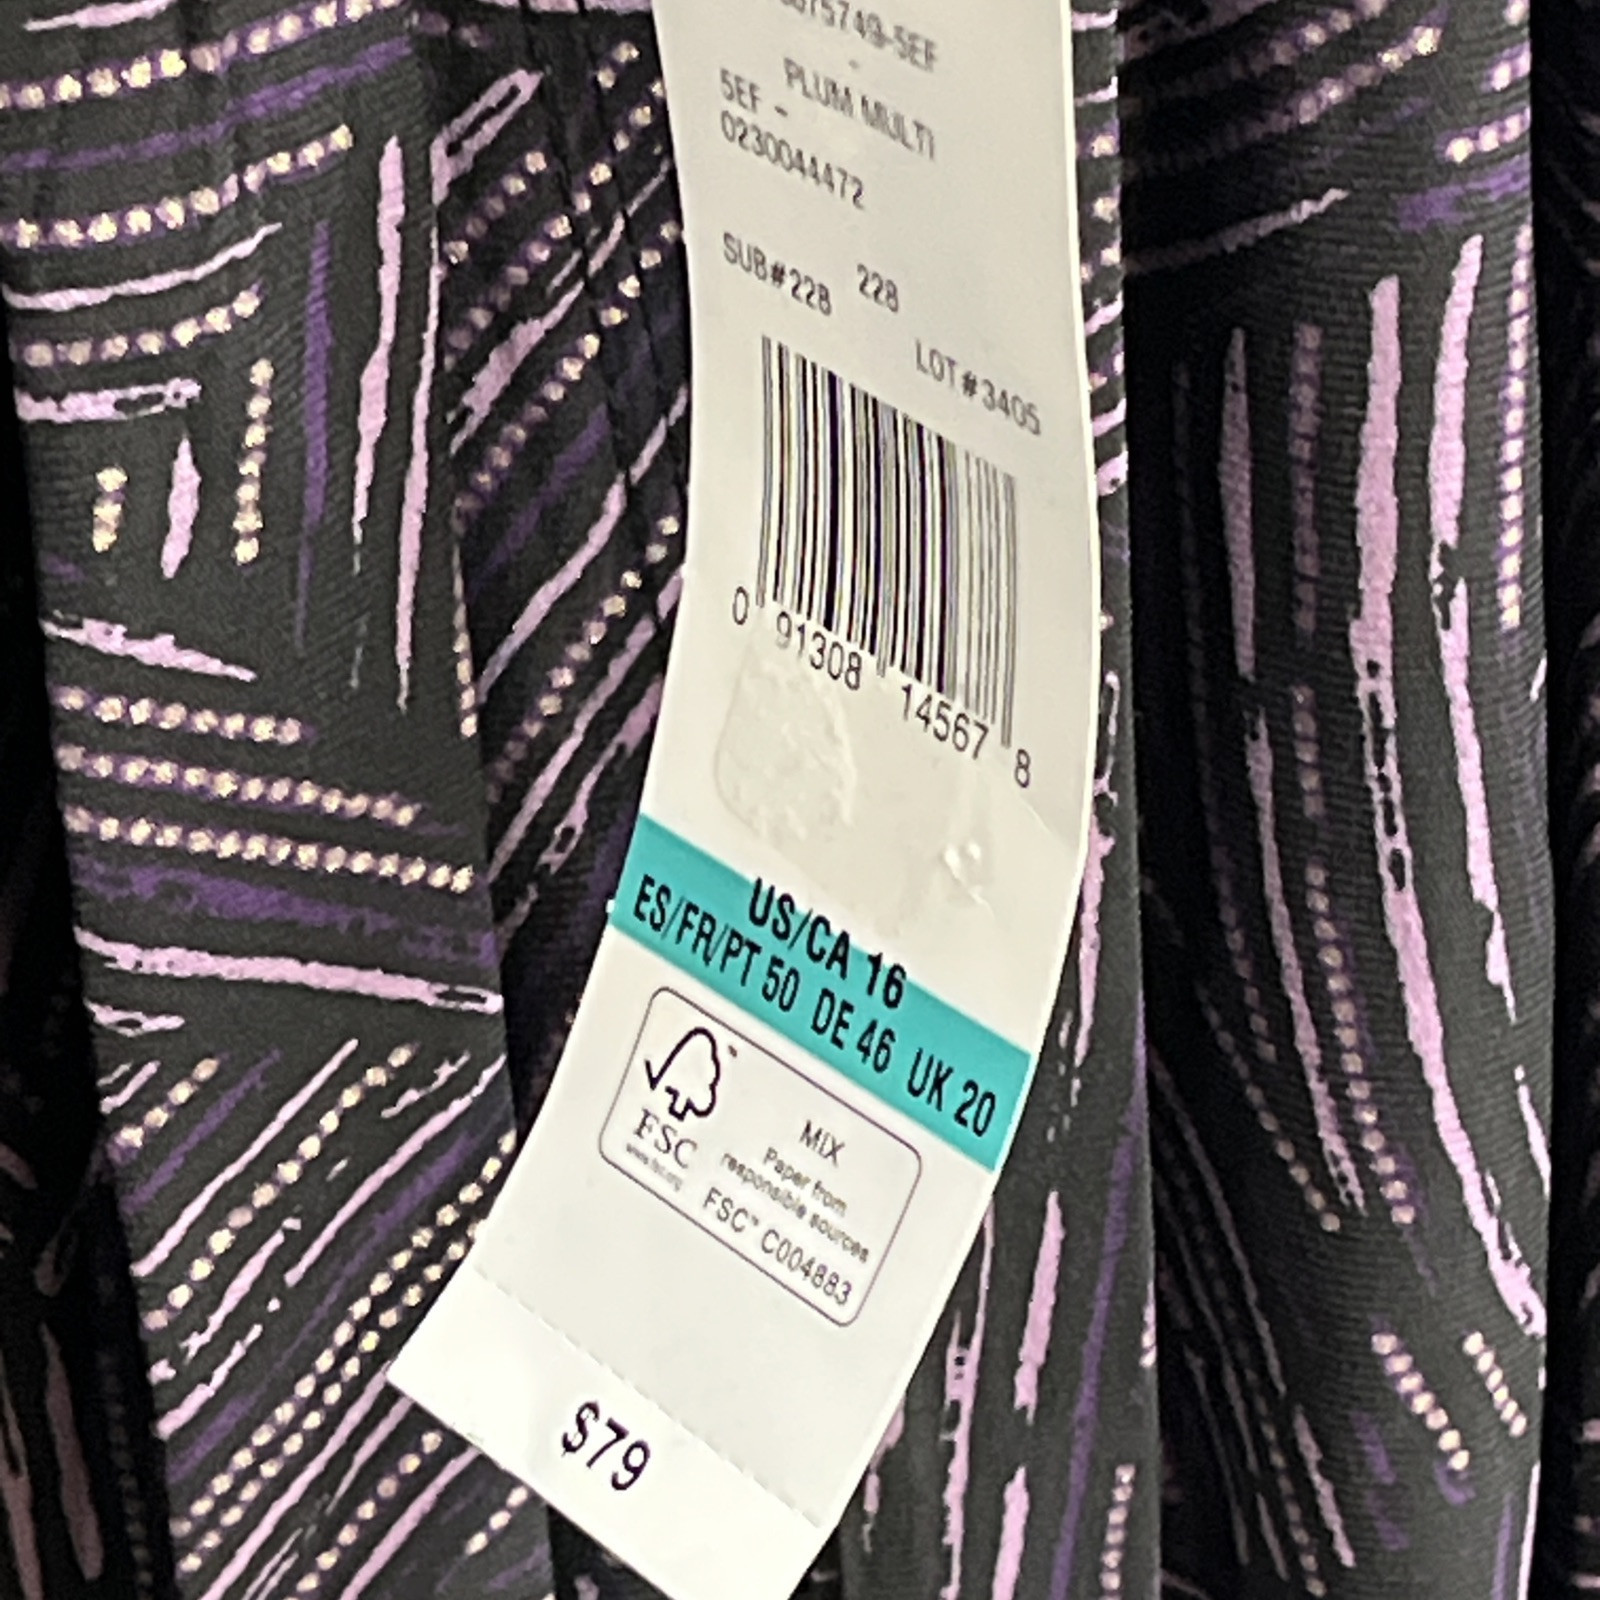 PLUM MULTI
5EF -
0230044472
228
SUB#228
LOT#3405
0 91308 14567 8
US/CA 16
ES/FR/PT 50 DE 46 UK 20
FSC
www.fsc.org
MIX
Paper from
responsible sources
FSC™ C004883
$79